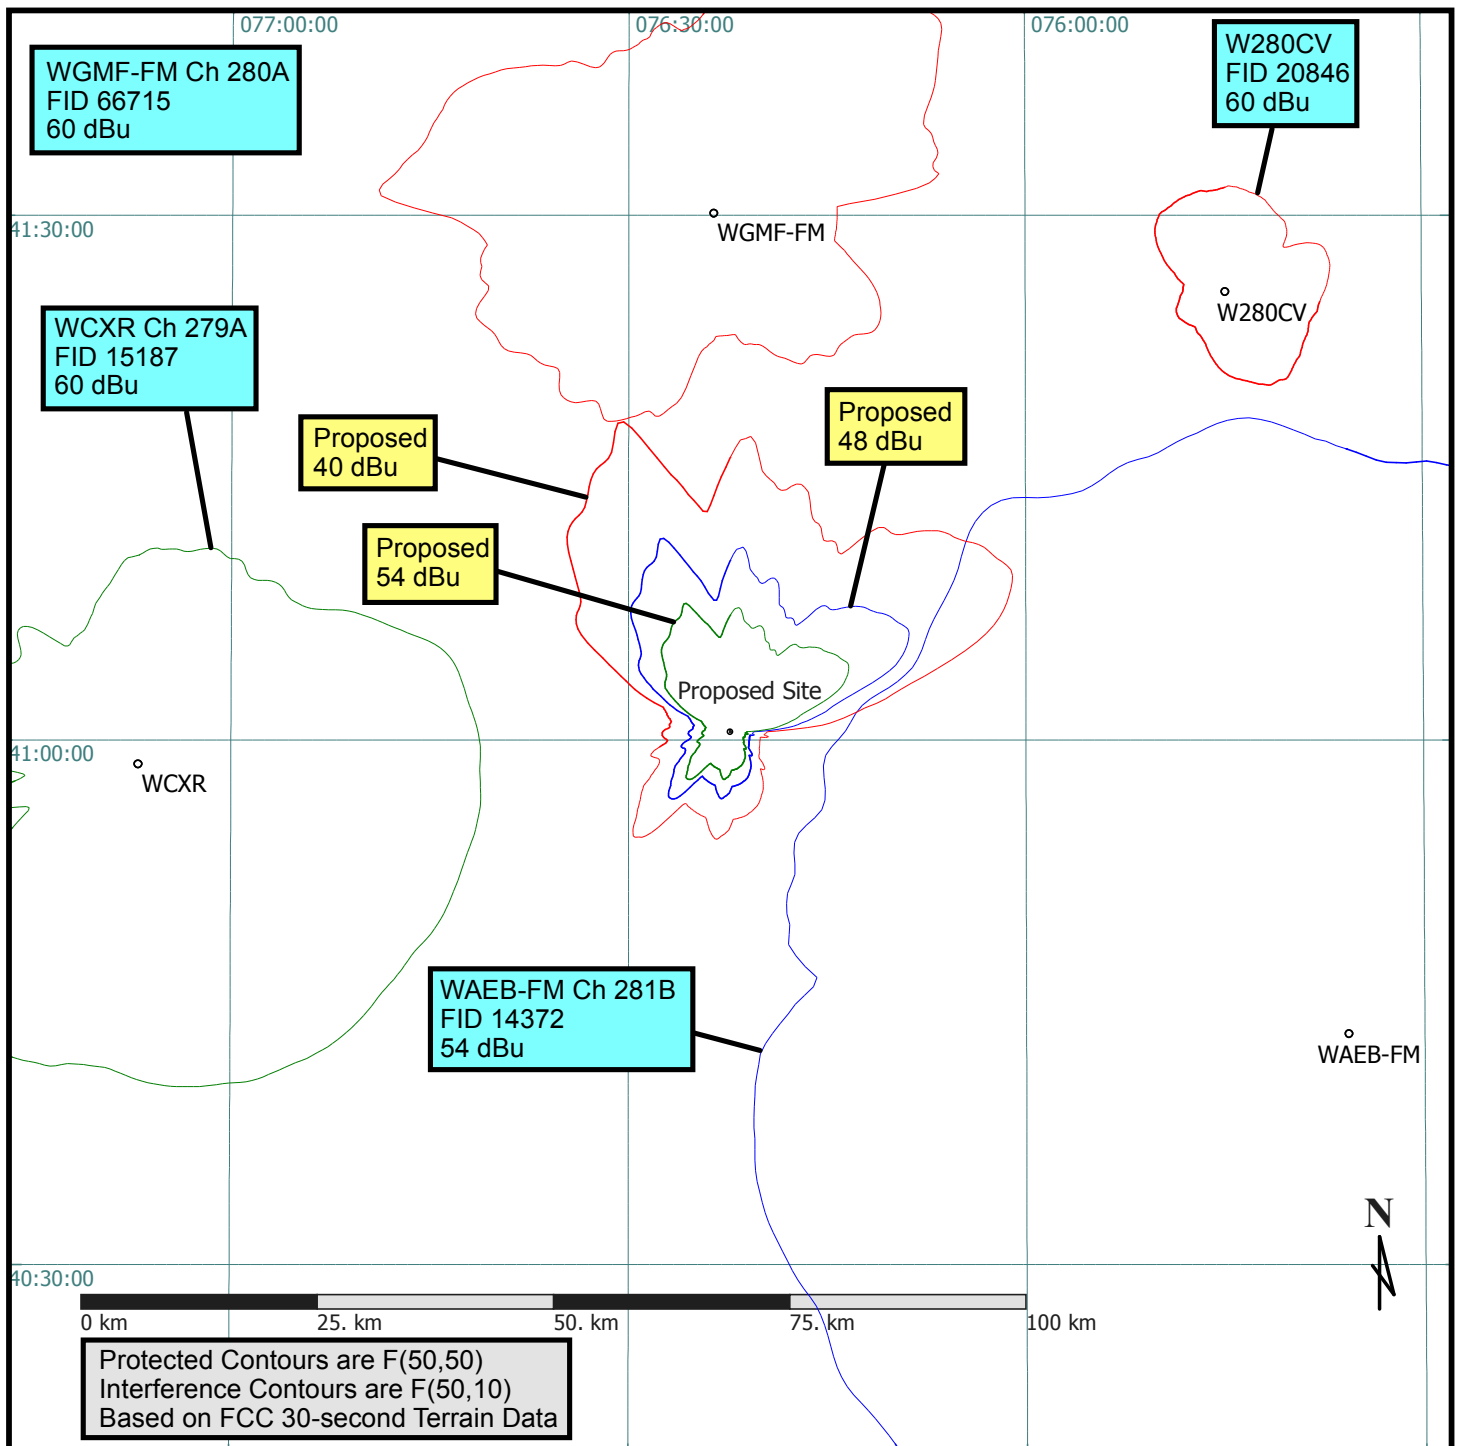 077:00:00
076:30:00
076:00:00
WGMF-FM Ch 280A
FID 66715
60 dBu
W280CV
FID 20846
60 dBu
41:30:00
WGMF-FM
W280CV
WCXR Ch 279A
FID 15187
60 dBu
Proposed
40 dBu
Proposed
48 dBu
Proposed
54 dBu
Proposed Site
41:00:00
WCXR
WAEB-FM Ch 281B
FID 14372
54 dBu
WAEB-FM
N
40:30:00
0 km
25. km
50. km
75. km
100 km
Protected Contours are F(50,50)
Interference Contours are F(50,10)
Based on FCC 30-second Terrain Data